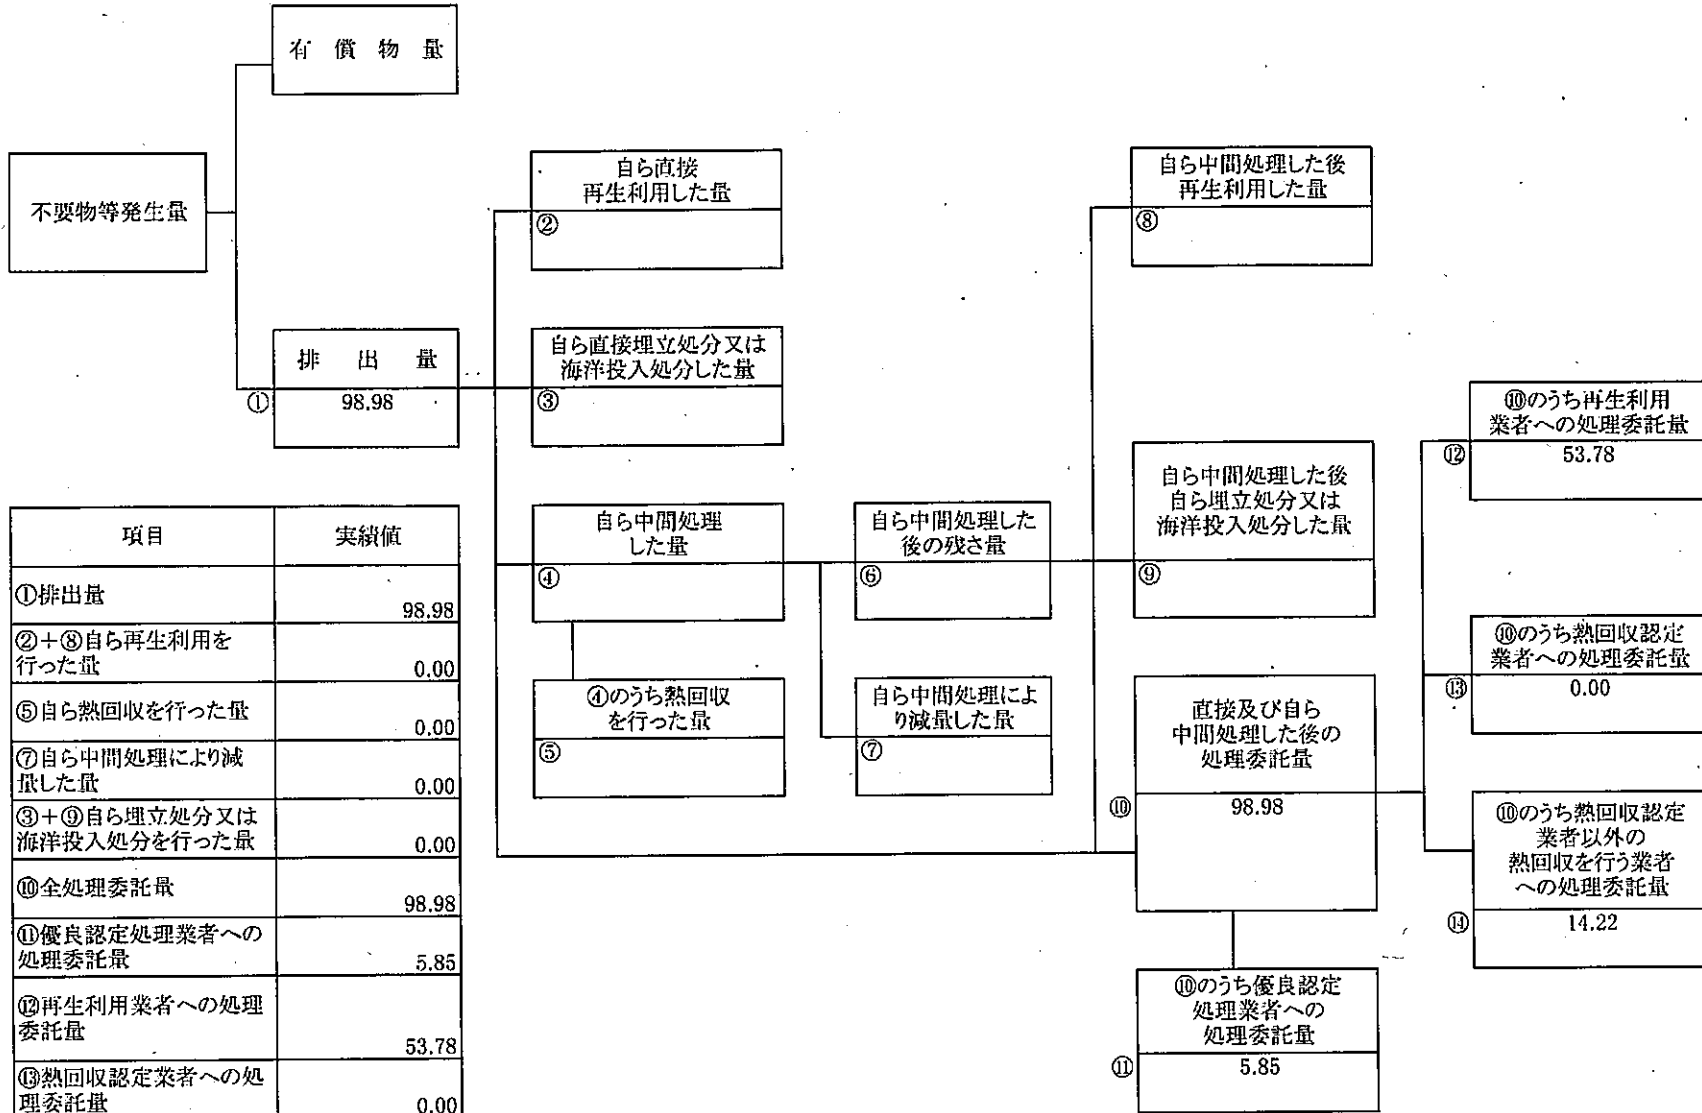 有 償 物 量
不要物等発生量
排 出 量
①
98.98
自ら直接
再生利用した量
②
自ら直接埋立処分又は
海洋投入処分した量
③
自ら中間処理
した量
④
④のうち熱回収
を行った量
⑤
自ら中間処理した
後の残さ量
⑥
自ら中間処理によ
り減量した量
⑦
自ら中間処理した後
再生利用した量
⑧
自ら中間処理した後
自ら埋立処分又は
海洋投入処分した量
⑨
直接及び自ら
中間処理した後の
処理委託量
⑩
98.98
⑩のうち優良認定
処理業者への
処理委託量
⑪
5.85
⑩のうち再生利用
業者への処理委託量
⑫
53.78
⑩のうち熱回収認定
業者への処理委託量
⑬
0.00
⑩のうち熱回収認定
業者以外の
熱回収を行う業者
への処理委託量
⑭
14.22
項目 実績値
①排出量
98.98
②+⑧自ら再生利用を
行った量 0.00
⑤自ら熱回収を行った量
0.00
⑦自ら中間処理により減
量した量 0.00
③+⑨自ら埋立処分又は
海洋投入処分を行った量 0.00
⑩全処理委託量
98.98
⑪優良認定処理業者への
処理委託量 5.85
⑫再生利用業者への処理
委託量
53.78
⑬熱回収認定業者への処
理委託量 0.00